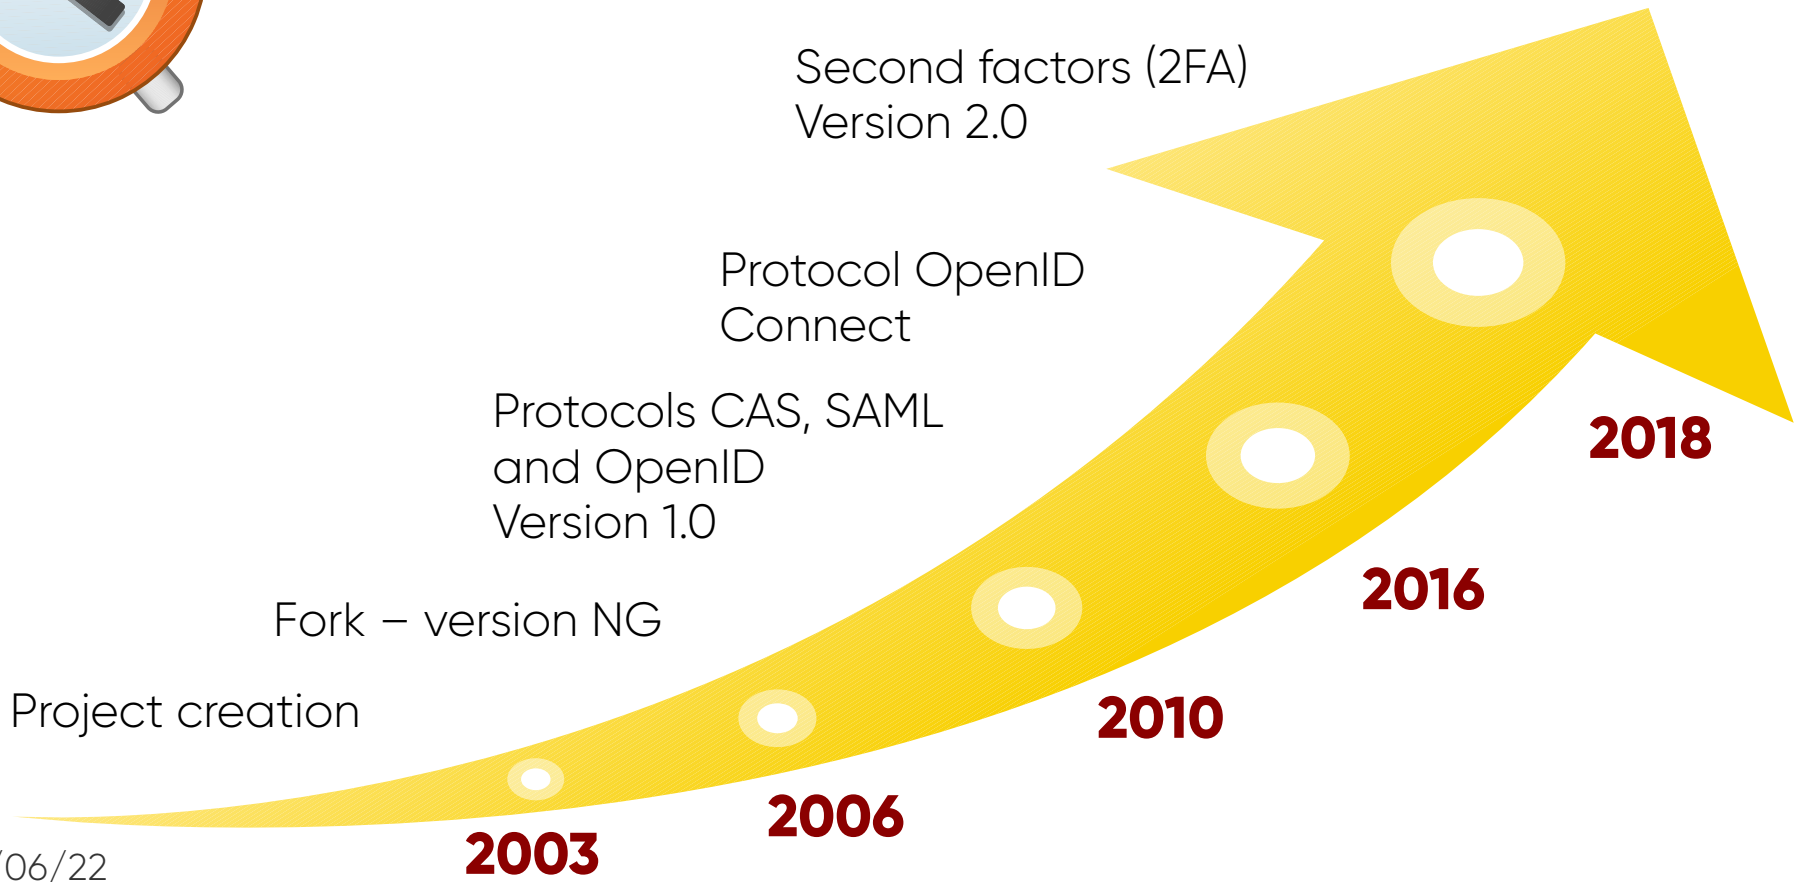 Second factors (2FA)
Version 2.0
Protocol OpenID
Connect
Protocols CAS, SAML
and OpenID
Version 1.0
Fork – version NG
Project creation
2018
2016
2010
2006
2003
/06/22